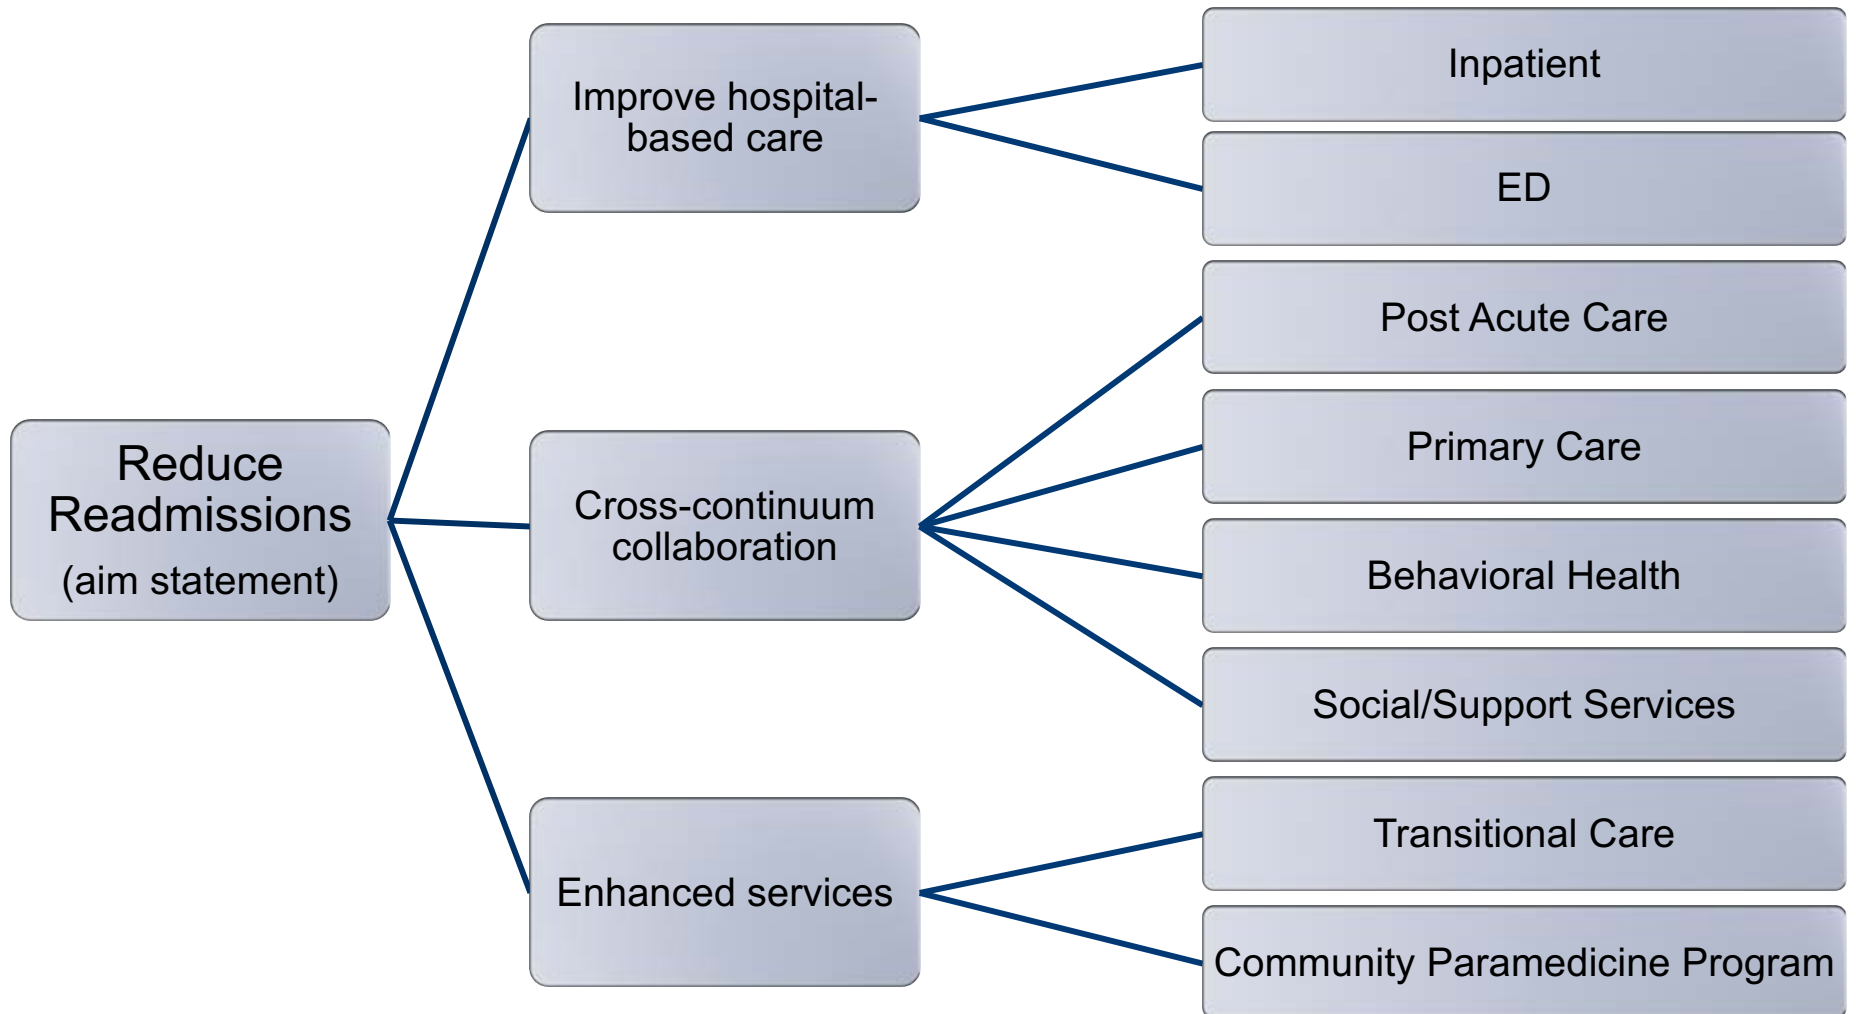 Reduce
Readmissions
(aim statement)
Improve hospital-
based care
Cross-continuum
collaboration
Enhanced services
Inpatient
ED
Post Acute Care
Primary Care
Behavioral Health
Social/Support Services
Transitional Care
Community Paramedicine Program